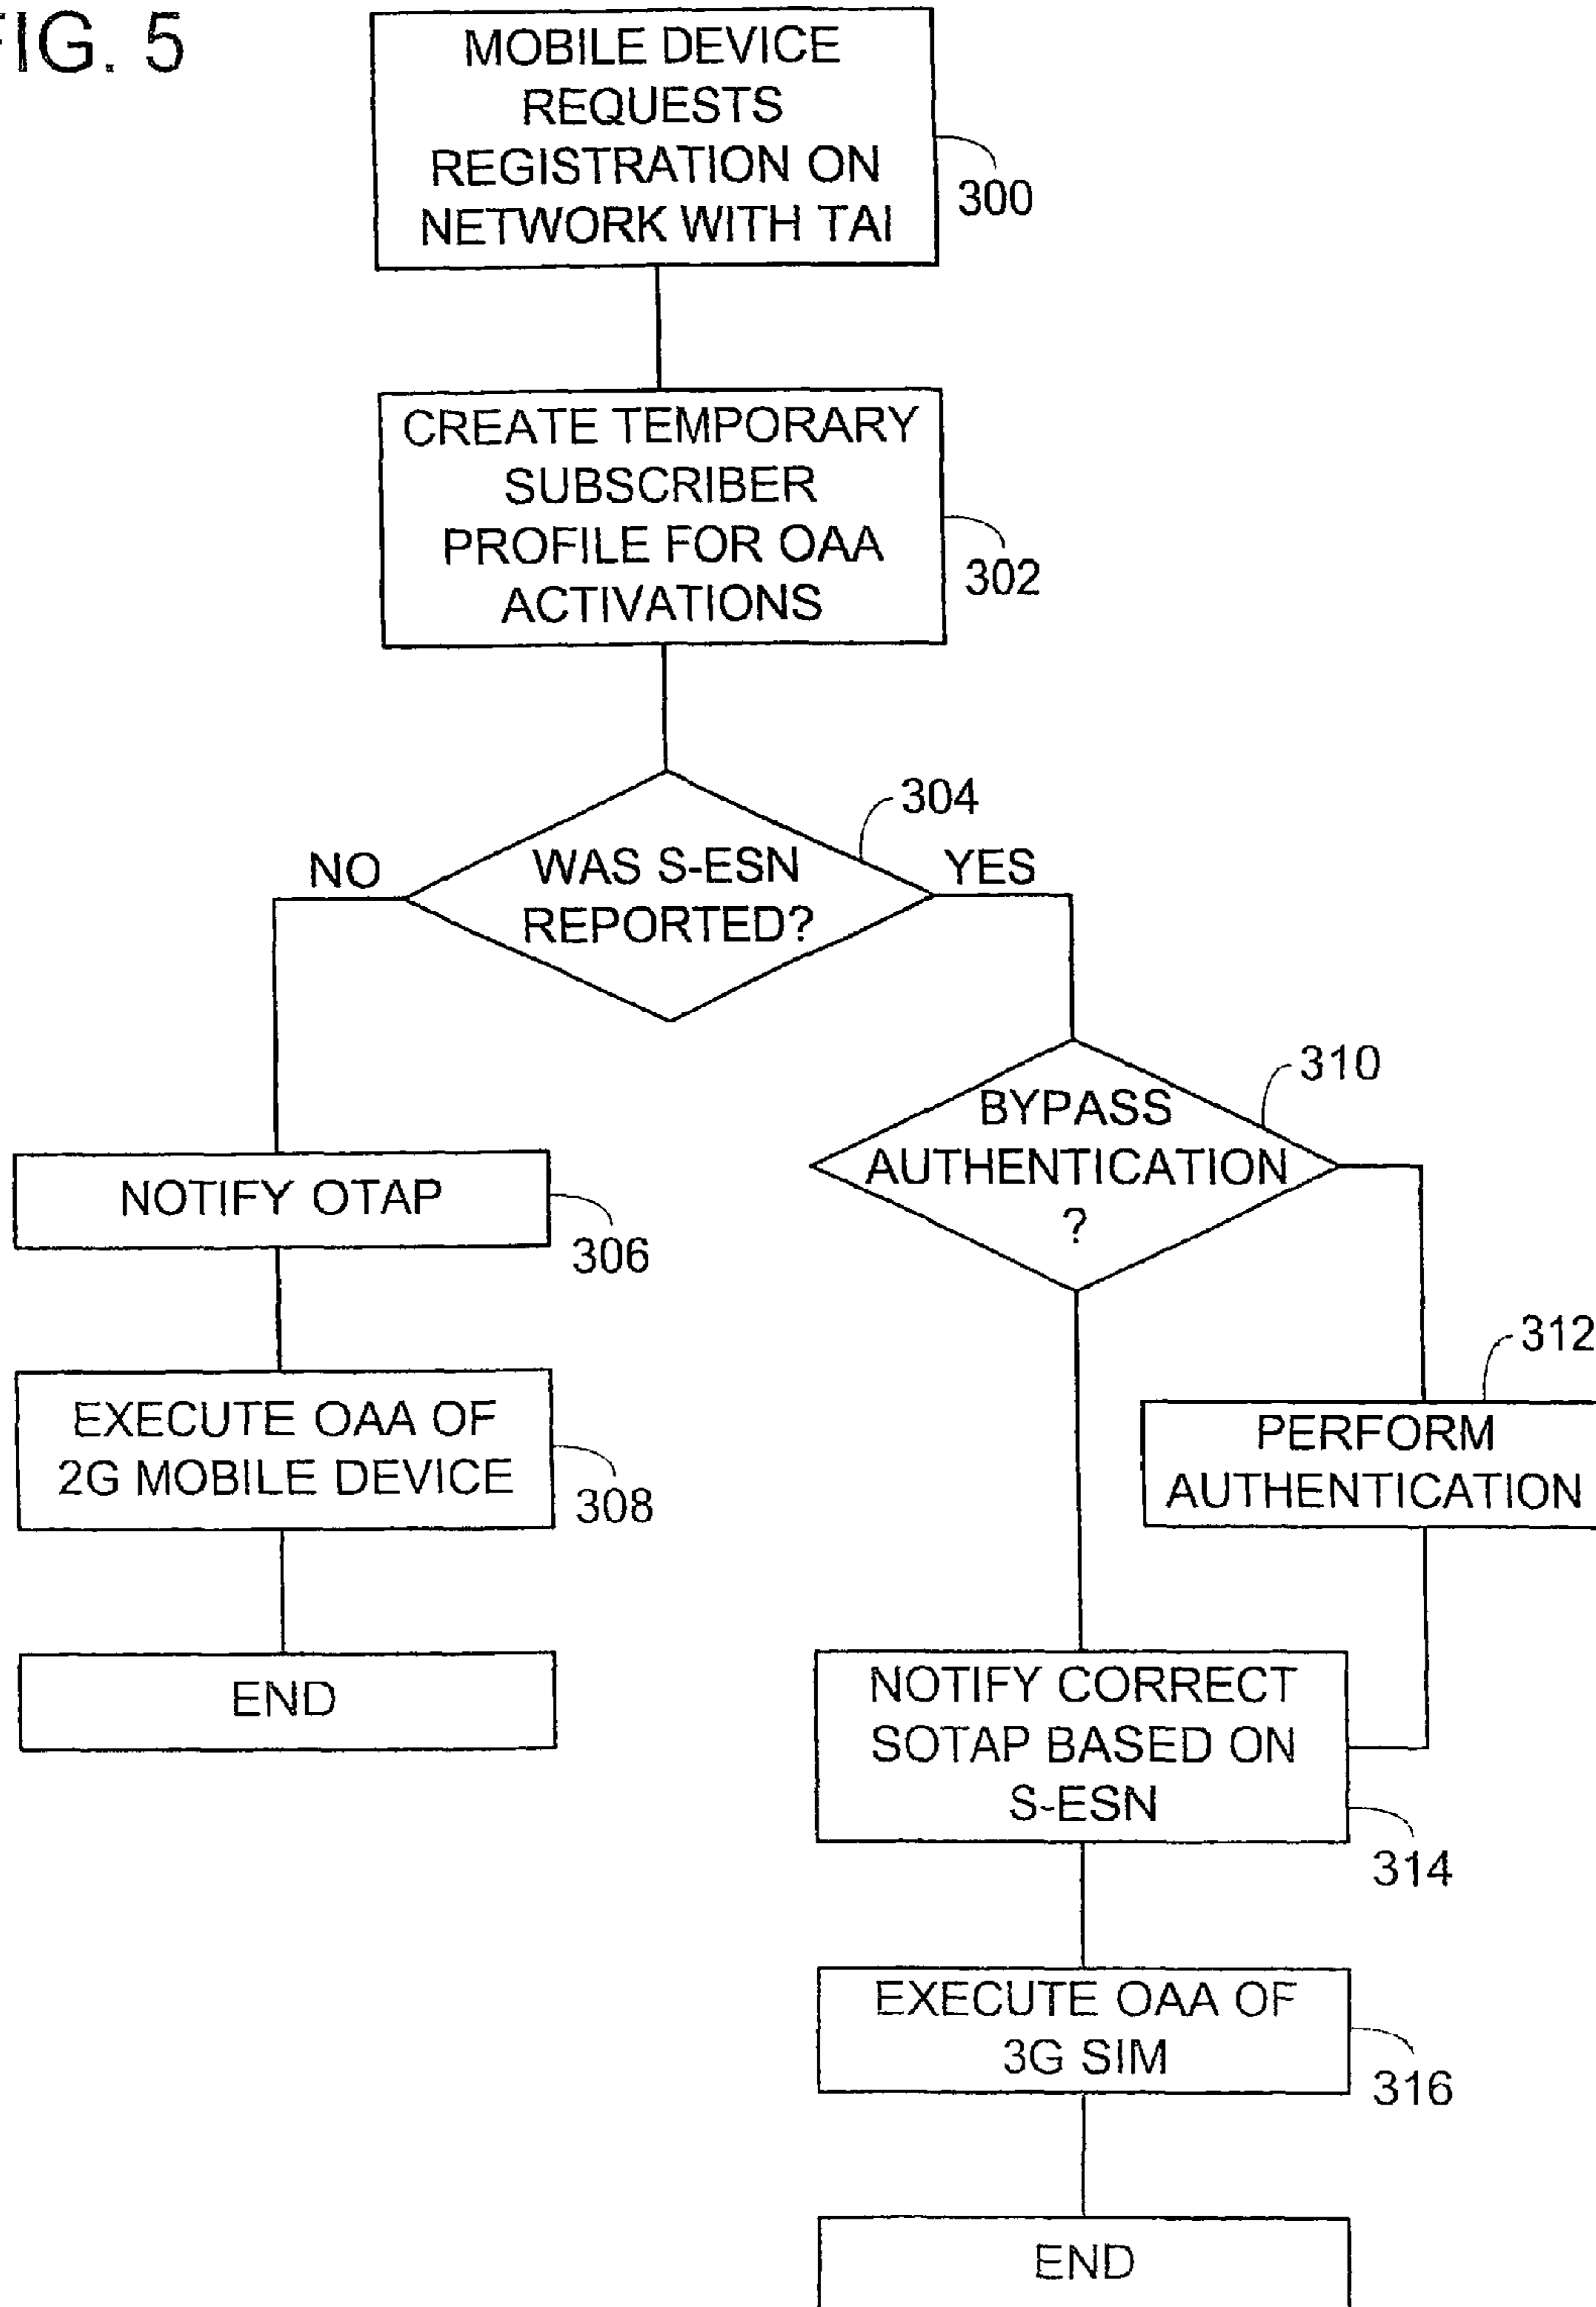 FIG. 5
MOBILE DEVICE
REQUESTS
REGISTRATION ON
NETWORK WITH TAI
300
CREATE TEMPORARY
SUBSCRIBER
PROFILE FOR OAA
ACTIVATIONS
302
304
NO
WAS S-ESN
REPORTED?
YES
310
BYPASS
AUTHENTICATION
?
NOTIFY OTAP
306
312
PERFORM
AUTHENTICATION
EXECUTE OAA OF
2G MOBILE DEVICE
308
END
NOTIFY CORRECT
SOTAP BASED ON
S-ESN
314
EXECUTE OAA OF
3G SIM
316
END